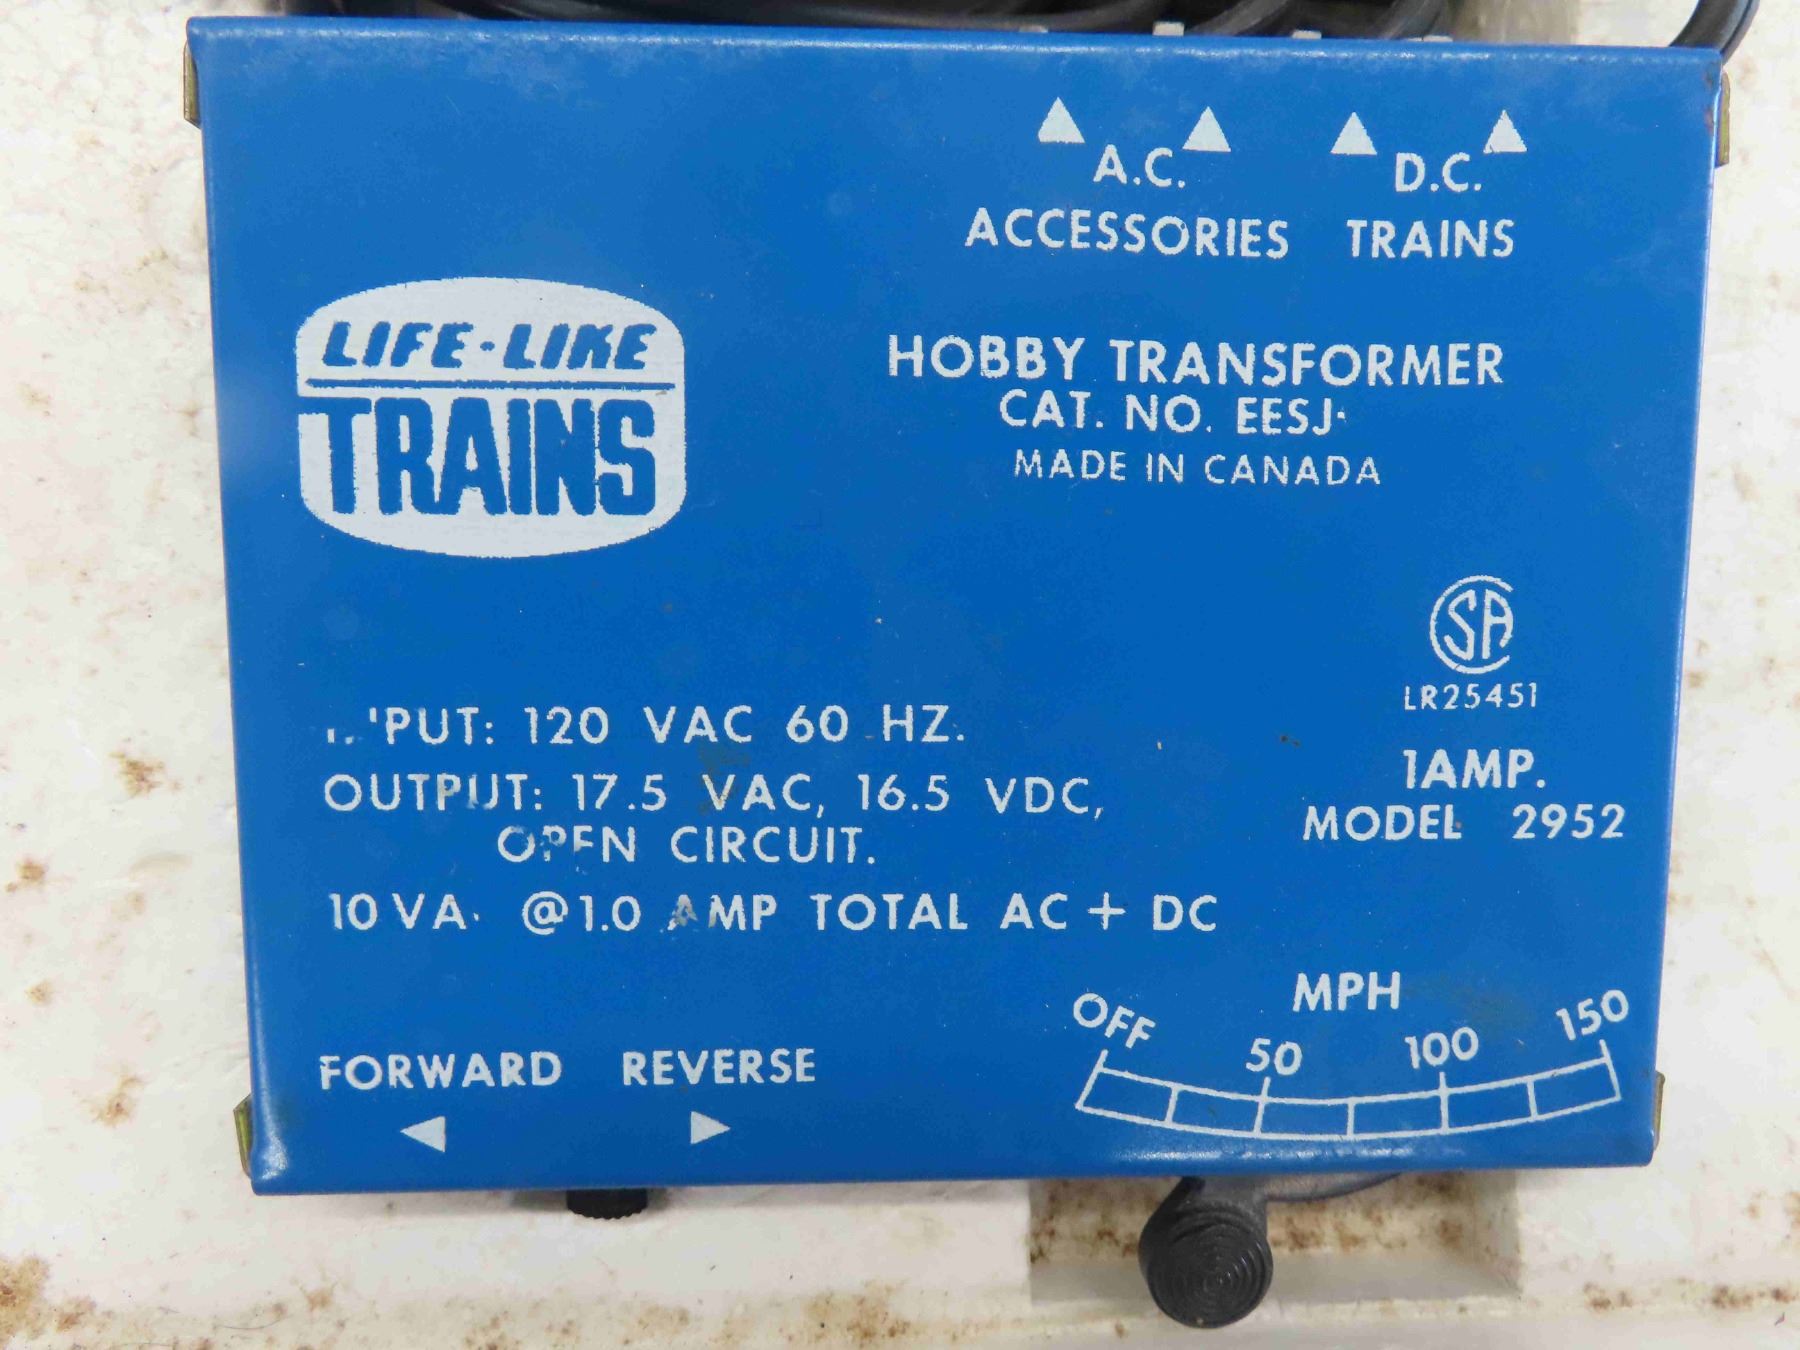 A.C. D.C.
ACCESSORIES TRAINS
LIFE-LIKE
TRAINS
HOBBY TRANSFORMER
CAT. NO. EESJ
MADE IN CANADA
CSA
LR25451
INPUT: 120 VAC 60 HZ.
OUTPUT: 17.5 VAC, 16.5 VDC,
OPEN CIRCUIT.
10 VA. @ 1.0 AMP TOTAL AC + DC
1AMP.
MODEL 2952
FORWARD REVERSE
MPH
OFF 50 100 150